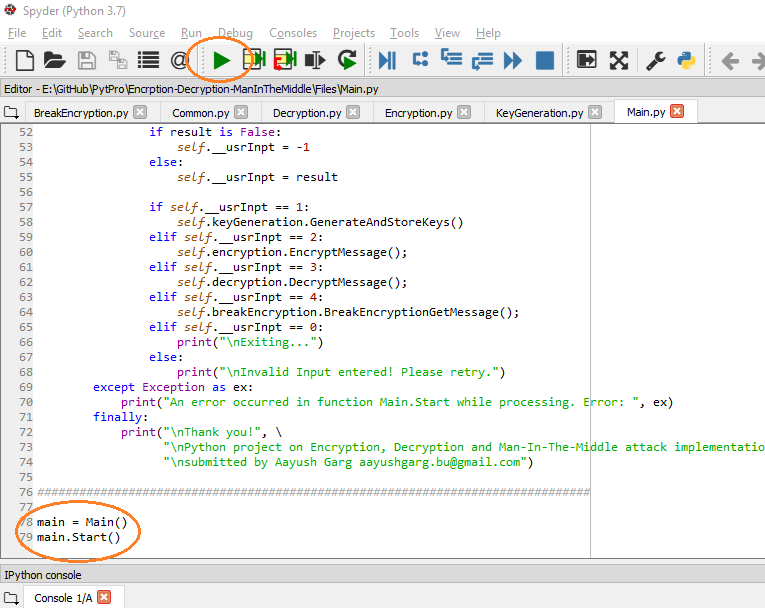 Spyder (Python 3.7)
File Edit Search Source Run Debug Consoles Projects Tools View Help
@
Editor - E:\GitHub\PytPro\Encrption-Decryption-ManInTheMiddle\Files\Main.py
BreakEncryption.py Common.py Decryption.py Encryption.py KeyGeneration.py Main.py
52 if result is False:
53 self.__usrInpt = -1
54 else:
55 self.__usrInpt = result
56
57 if self.__usrInpt == 1:
58 self.keyGeneration.GenerateAndStoreKeys()
59 elif self.__usrInpt == 2:
60 self.encryption.EncryptMessage();
61 elif self.__usrInpt == 3:
62 self.decryption.DecryptMessage();
63 elif self.__usrInpt == 4:
64 self.breakEncryption.BreakEncryptionGetMessage();
65 elif self.__usrInpt == 0:
66 print("\nExiting...")
67 else:
68 print("\nInvalid Input entered! Please retry.")
69 except Exception as ex:
70 print("An error occurred in function Main.Start while processing. Error: ", ex)
71 finally:
72 print("\nThank you!", \
73 "\nPython project on Encryption, Decryption and Man-In-The-Middle attack implementatio
74 "\nsubmitted by Aayush Garg aayushgarg.bu@gmail.com")
75
76 ###############################################################################
77
78 main = Main()
79 main.Start()
IPython console
Console 1/A